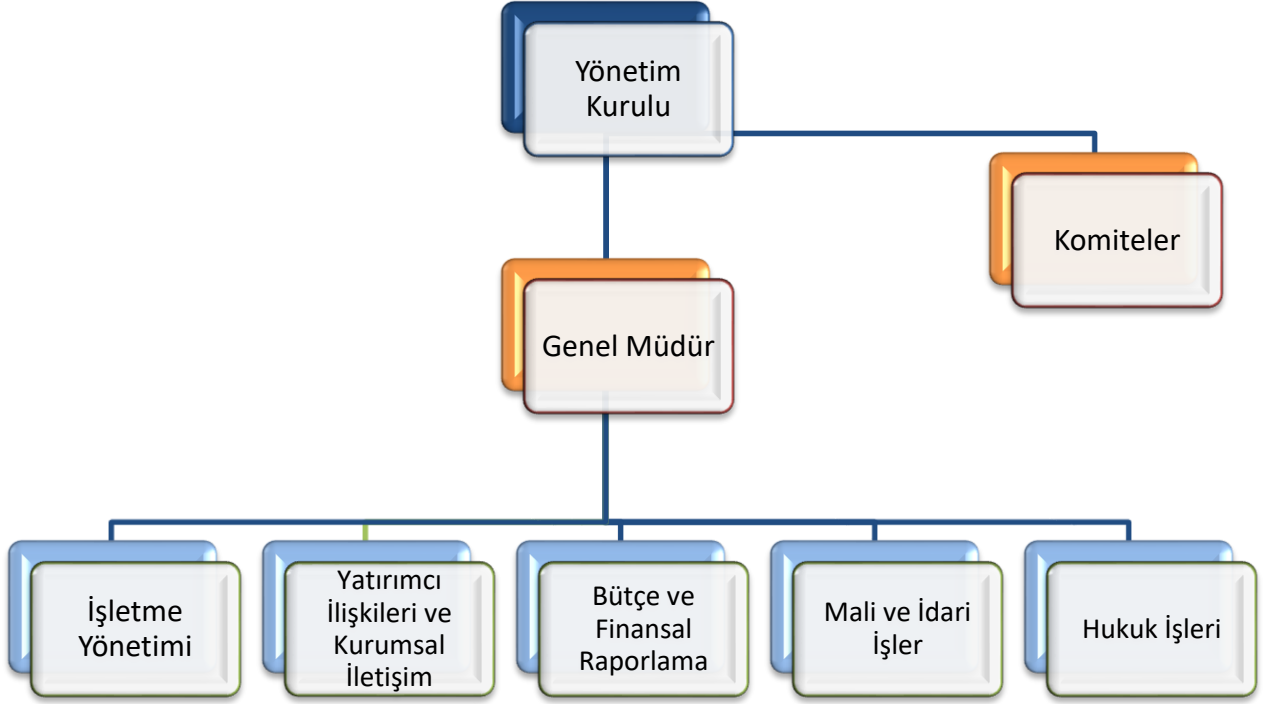 Yönetim
Kurulu
Komiteler
Genel Müdür
İşletme
Yönetimi
Yatırımcı
İlişkileri ve
Kurumsal
İletişim
Bütçe ve
Finansal
Raporlama
Mali ve İdari
İşler
Hukuk İşleri